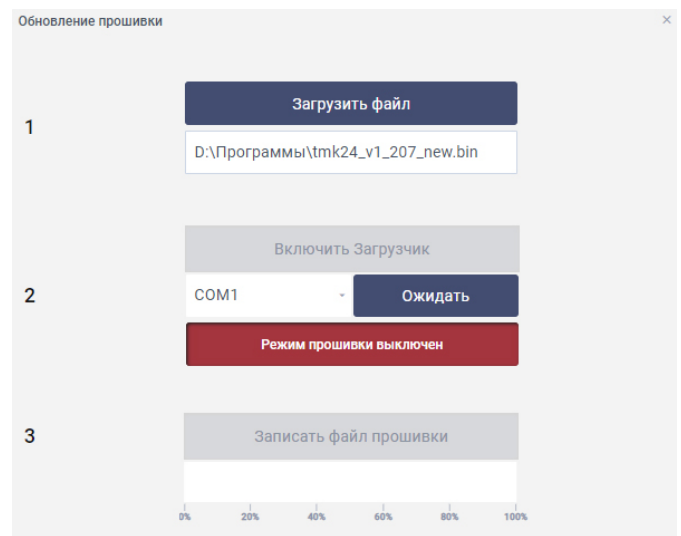 Обновление прошивки ×
1
Загрузить файл
D:\Программы\tmk24_v1_207_new.bin
Включить Загрузчик
2
COM1
Ожидать
Режим прошивки выключен
3
Записать файл прошивки
0% 20% 40% 60% 80% 100%